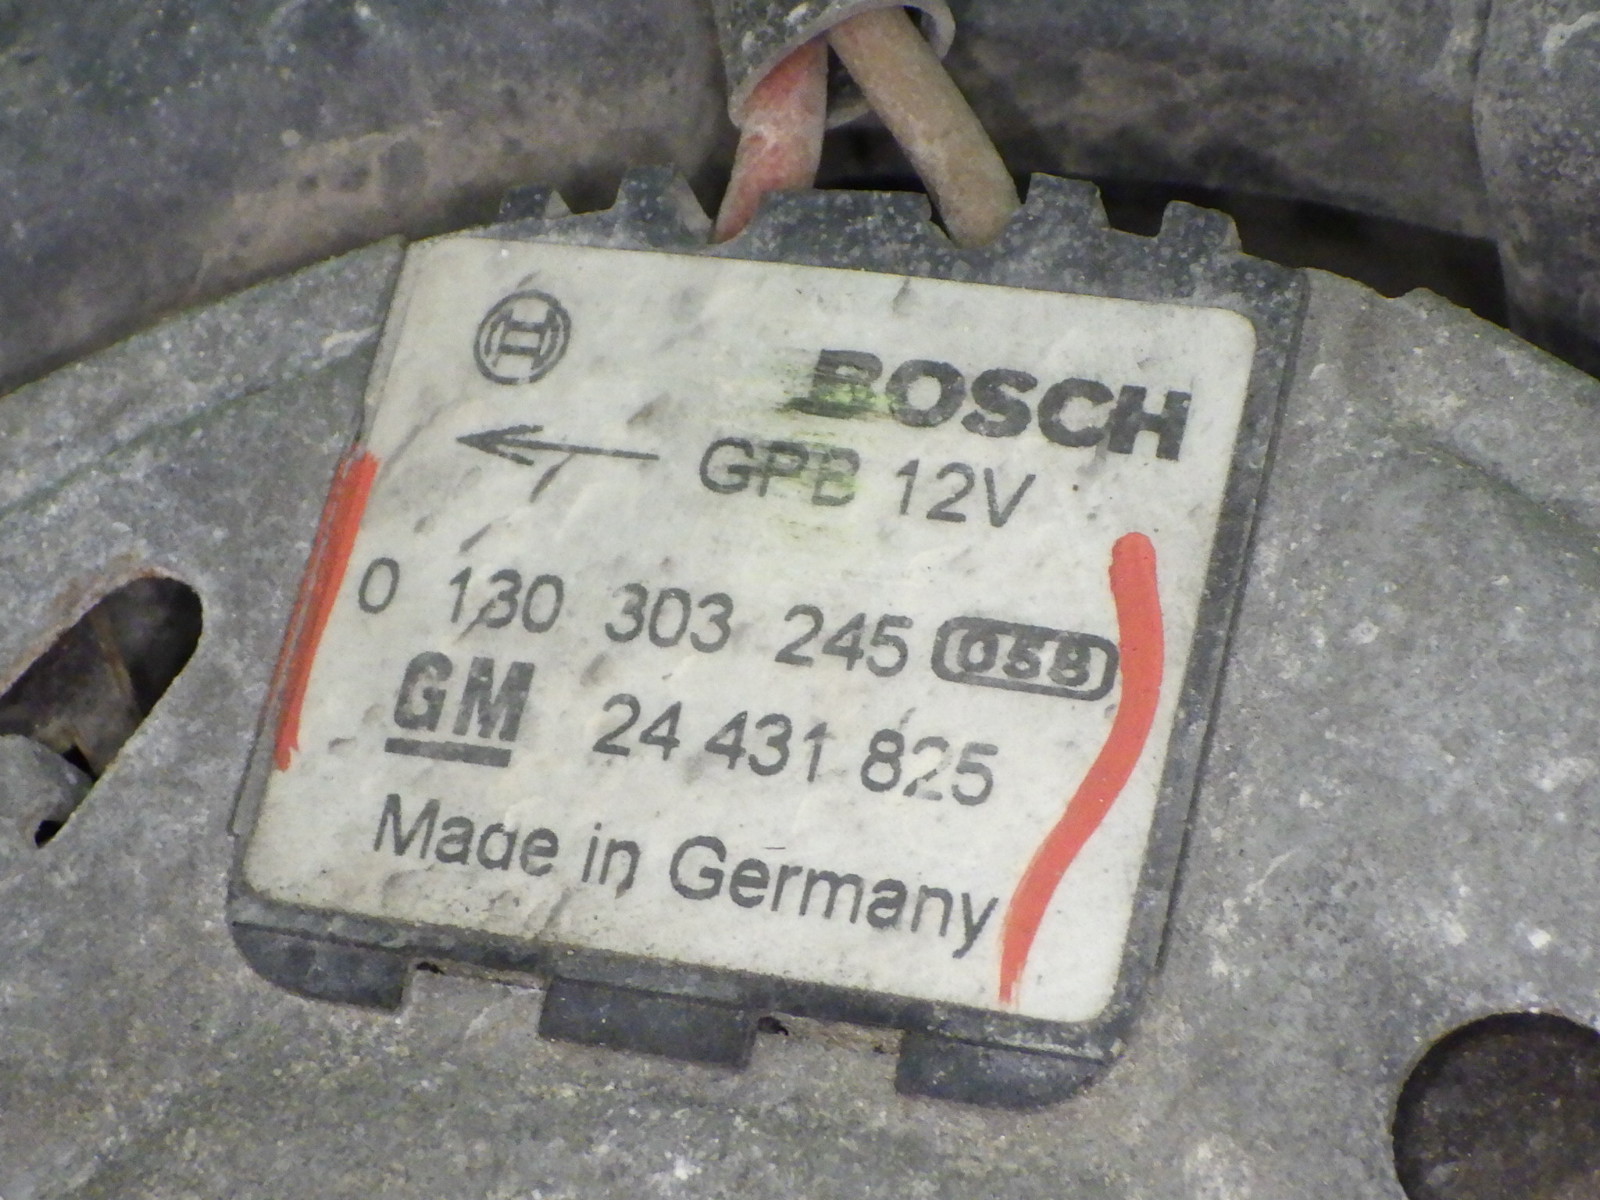 BOSCH
GPB 12V
0 130 303 245 058
GM 24 431 825
Made in Germany